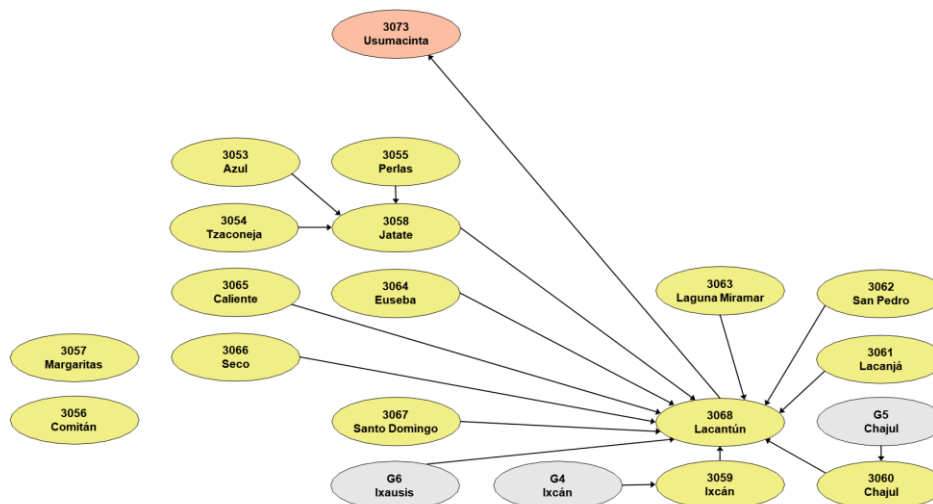 3073
Usumacinta
3053
Azul
3055
Perlas
3054
Tzaconeja
3058
Jatate
3065
Caliente
3064
Euseba
3063
Laguna Miramar
3062
San Pedro
3057
Margaritas
3066
Seco
3061
Lacanjá
3056
Comitán
3067
Santo Domingo
3068
Lacantún
G5
Chajul
G6
Ixausis
G4
Ixcán
3059
Ixcán
3060
Chajul